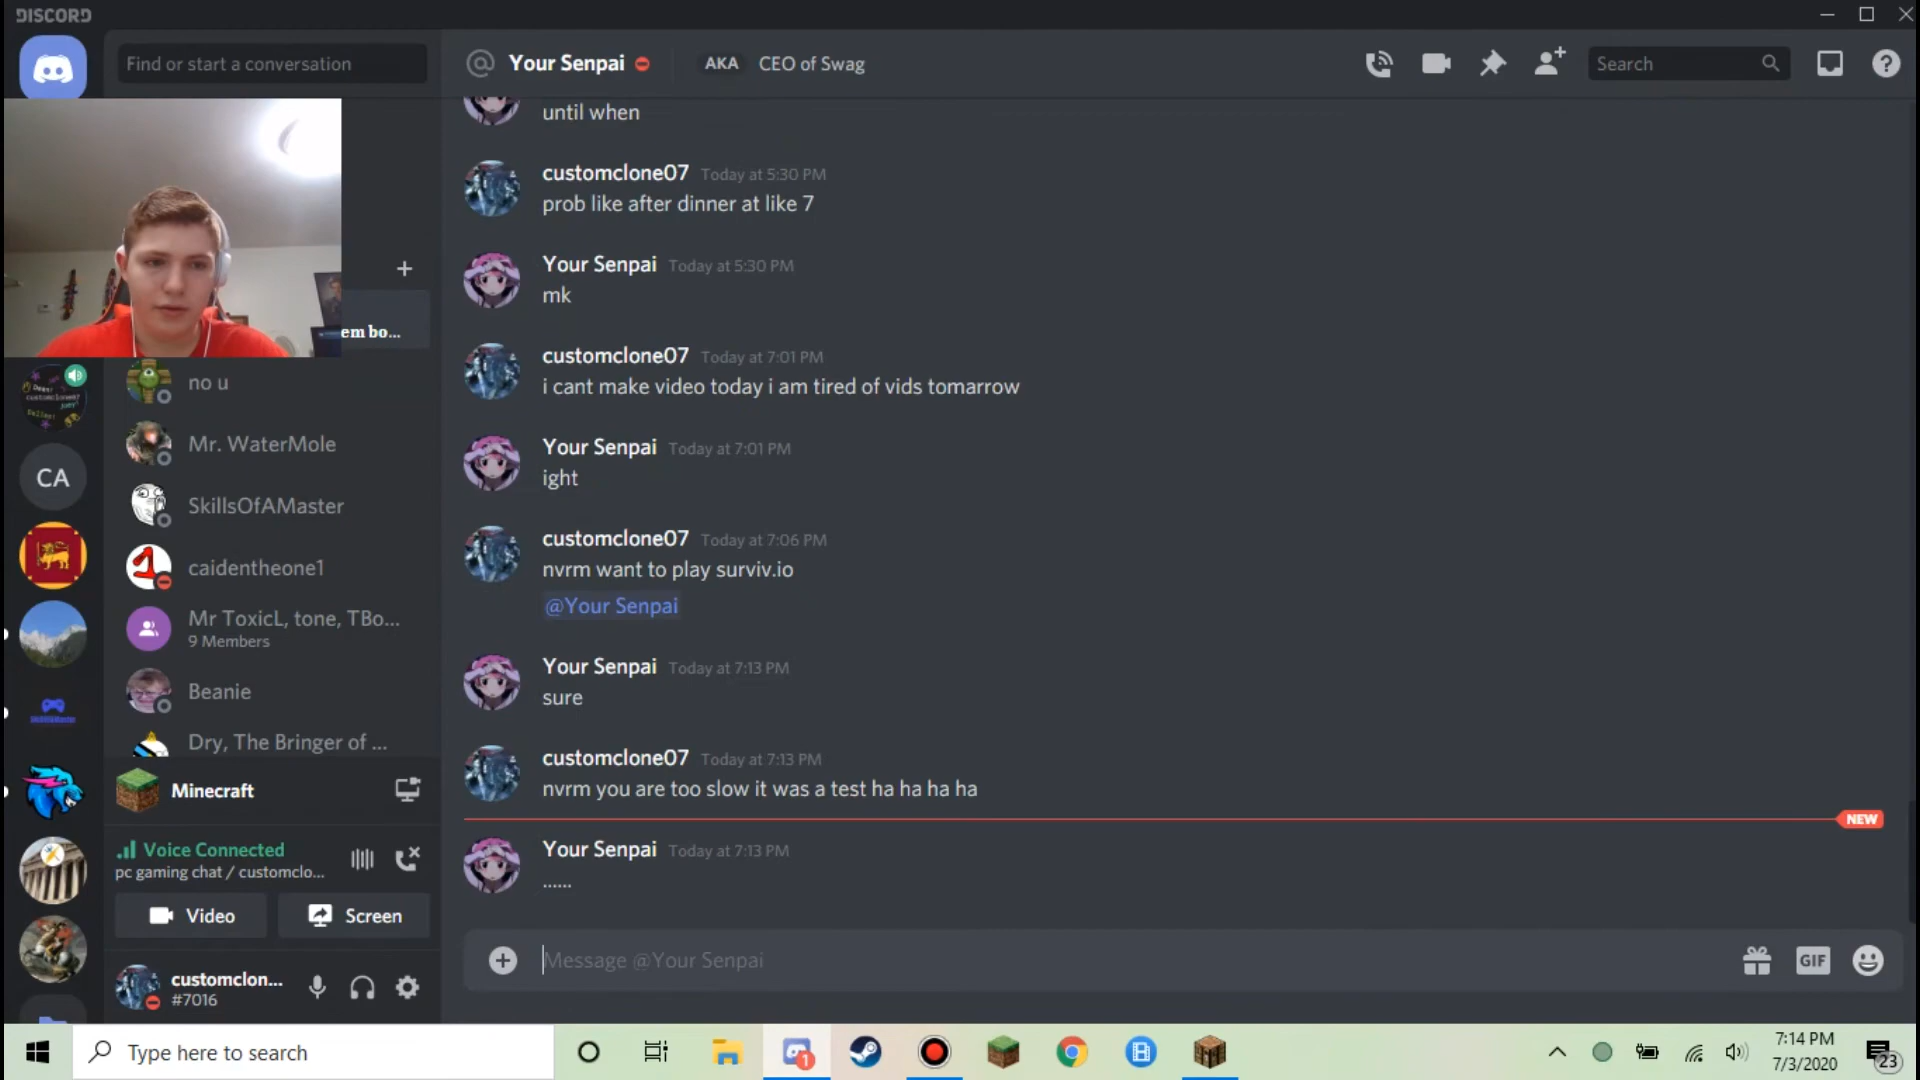 DISCORD
Find or start a conversation
Your Senpai
AKA CEO of Swag
Search
until when
customclone07 Today at 5:30 PM
prob like after dinner at like 7
Your Senpai Today at 5:30 PM
mk
customclone07 Today at 7:01 PM
i cant make video today i am tired of vids tomarrow
Your Senpai Today at 7:01 PM
ight
customclone07 Today at 7:06 PM
nvrm want to play surviv.io
@Your Senpai
Your Senpai Today at 7:13 PM
sure
customclone07 Today at 7:13 PM
nvrm you are too slow it was a test ha ha ha ha
NEW
Your Senpai Today at 7:13 PM
......
Message @Your Senpai
GIF
em bo...
no u
Mr. WaterMole
SkillsOfAMaster
caidentheone1
Mr ToxicL, tone, TBo...
9 Members
Beanie
Dry, The Bringer of ...
CA
Minecraft
Voice Connected
pc gaming chat / customclo...
Video
Screen
customclon...
#7016
Type here to search
1
7:14 PM
7/3/2020
23